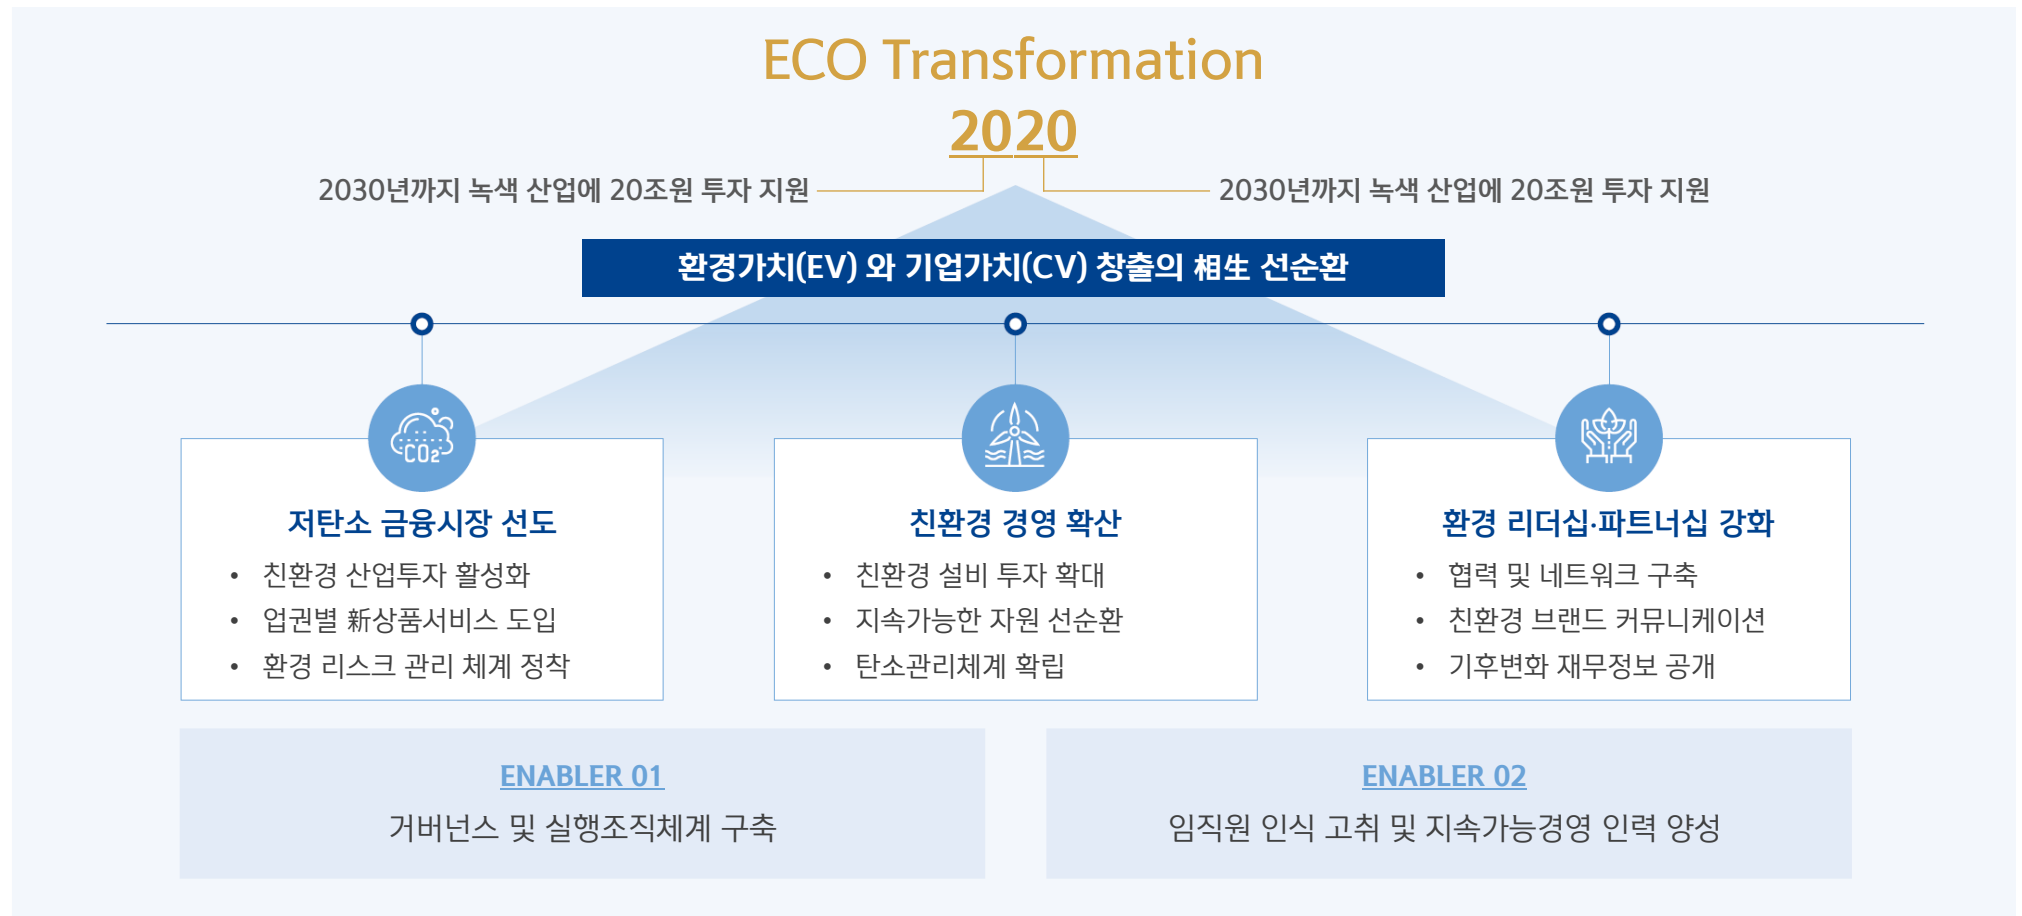 ECO Transformation
2020
2030년까지 녹색 산업에 20조원 투자 지원
2030년까지 녹색 산업에 20조원 투자 지원
환경가치(EV) 와 기업가치(CV) 창출의 相生 선순환
CO2
저탄소 금융시장 선도
• 친환경 산업투자 활성화
• 업권별 新상품서비스 도입
• 환경 리스크 관리 체계 정착
친환경 경영 확산
• 친환경 설비 투자 확대
• 지속가능한 자원 선순환
• 탄소관리체계 확립
환경 리더십·파트너십 강화
• 협력 및 네트워크 구축
• 친환경 브랜드 커뮤니케이션
• 기후변화 재무정보 공개
ENABLER 01
거버넌스 및 실행조직체계 구축
ENABLER 02
임직원 인식 고취 및 지속가능경영 인력 양성